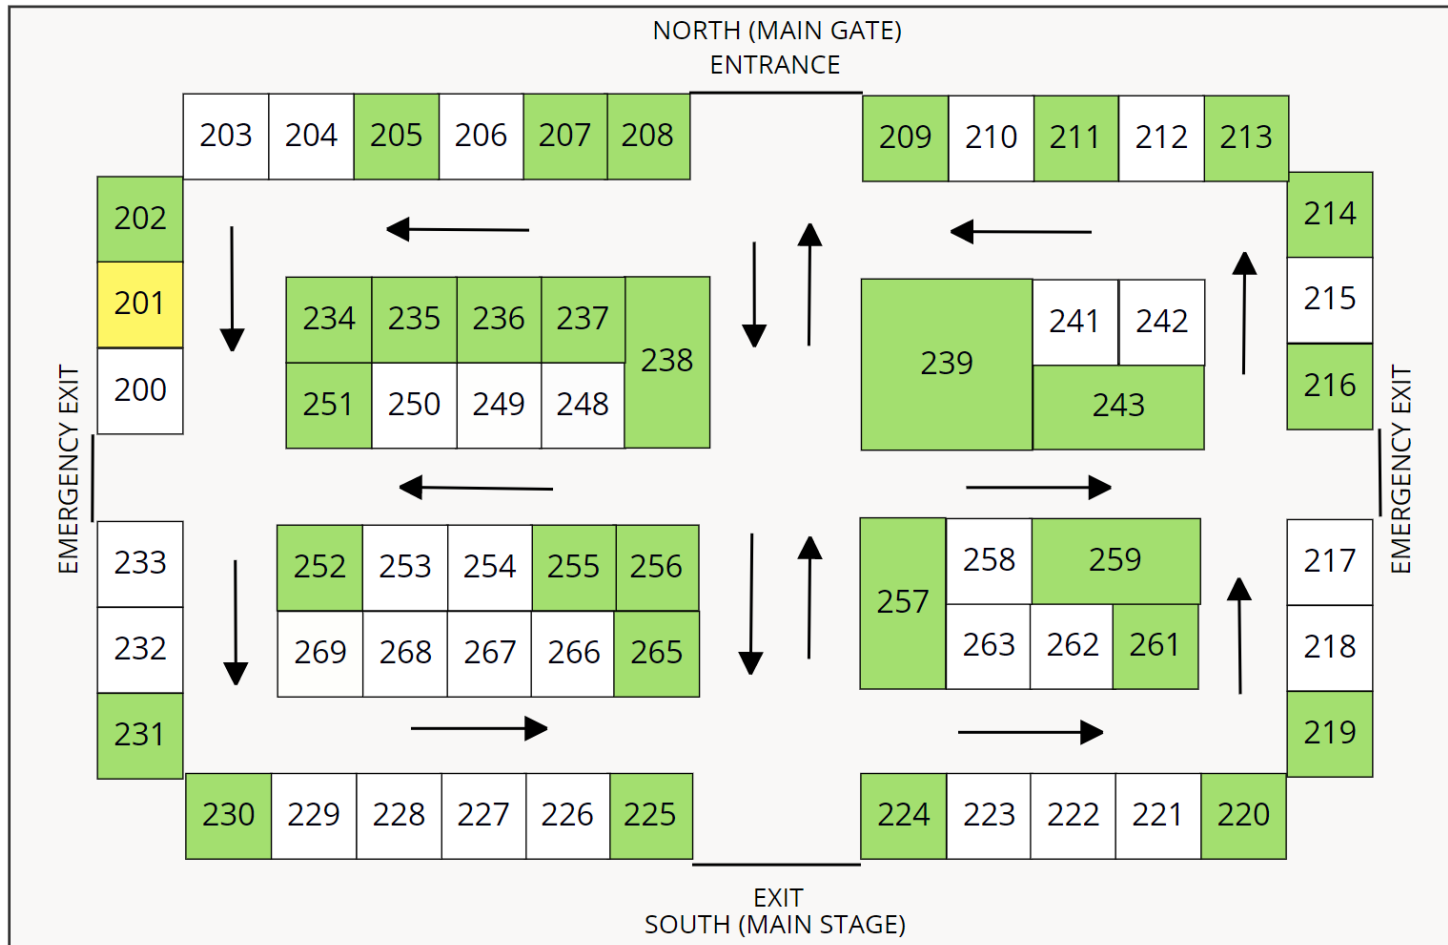 NORTH (MAIN GATE)
ENTRANCE
203 204 205 206 207 208
209 210 211 212 213
202
201
200
214
215
216
234 235 236 237
238
251 250 249 248
239
241 242
243
EMERGENCY EXIT
EMERGENCY EXIT
233
232
231
252 253 254 255 256
269 268 267 266 265
257
258 259
263 262 261
217
218
219
230 229 228 227 226 225
224 223 222 221 220
EXIT
SOUTH (MAIN STAGE)